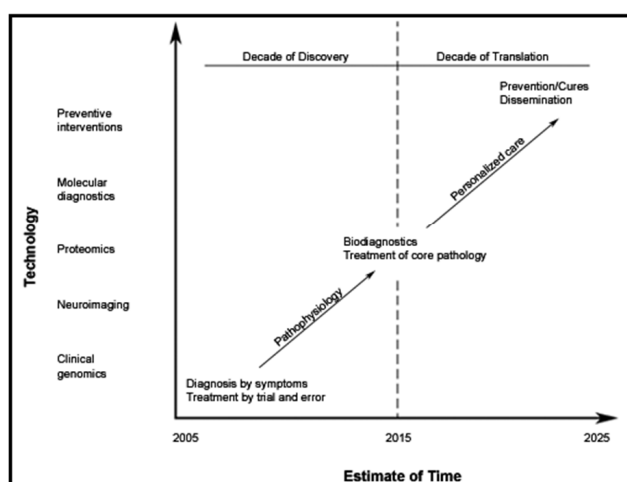 Decade of Discovery
Decade of Translation
Prevention/Cures
Dissemination
Preventive
interventions
Personalized care
Molecular
diagnostics
Technology
Proteomics
Biodiagnostics
Treatment of core pathology
Neuroimaging
Pathophysiology
Clinical
genomics
Diagnosis by symptoms
Treatment by trial and error
2005
2015
2025
Estimate of Time